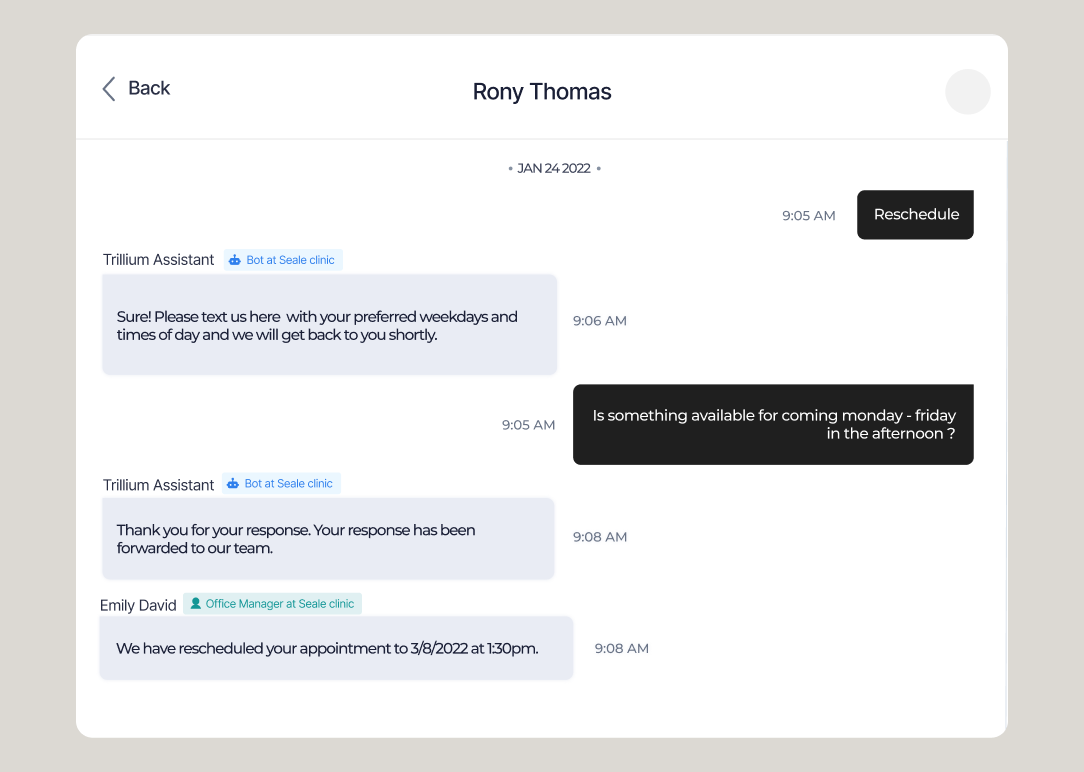 Back
Rony Thomas
• JAN 24 2022 •
9:05 AM
Reschedule
Trillium Assistant
Bot at Seale clinic
Sure! Please text us here  with your preferred weekdays and
times of day and we will get back to you shortly.
9:06 AM
9:05 AM
Is something available for coming monday - friday
in the afternoon ?
Trillium Assistant
Bot at Seale clinic
Thank you for your response. Your response has been
forwarded to our team.
9:08 AM
Emily David
Office Manager at Seale clinic
We have rescheduled your appointment to 3/8/2022 at 1:30pm.
9:08 AM